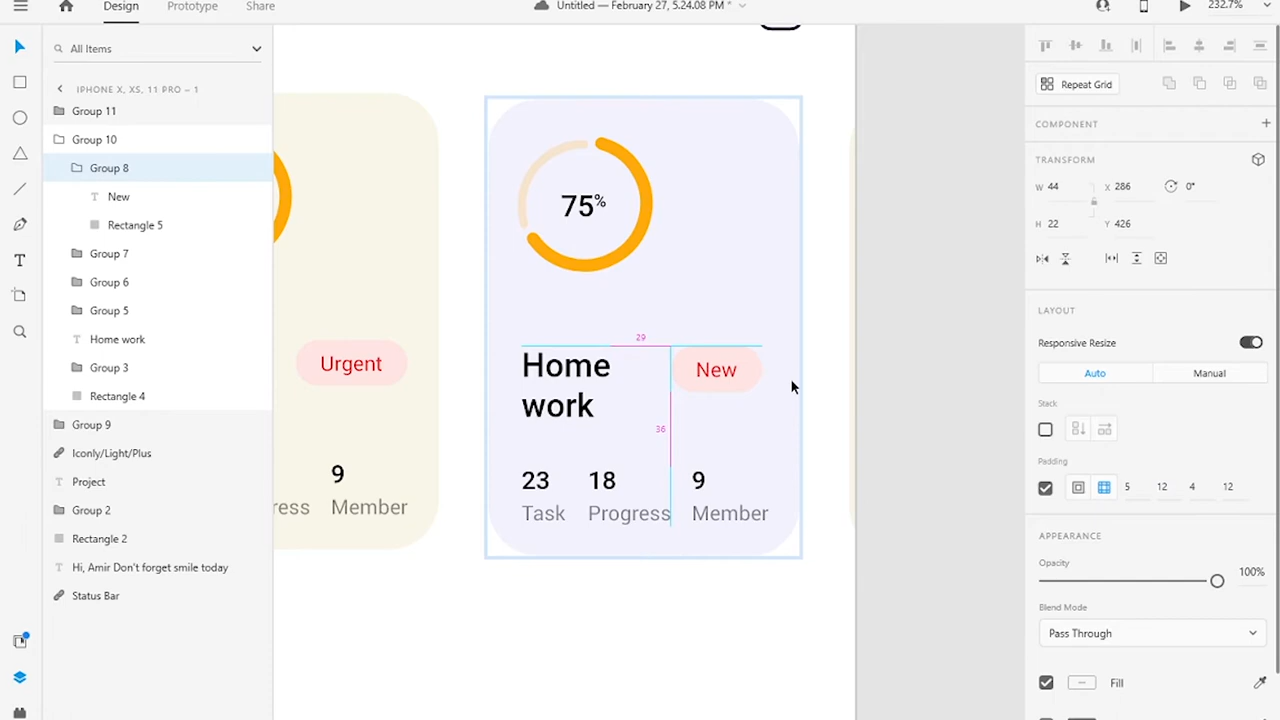 Design Prototype Share Untitled — February 27, 5.24.08 PM * 232.7%
All Items
IPHONE X, XS, 11 PRO – 1
Group 11
Group 10
Group 8
New
Rectangle 5
Group 7
Group 6
Group 5
Home work
Group 3
Rectangle 4
Group 9
Iconly/Light/Plus
Project
Group 2
Rectangle 2
Hi, Amir Don't forget smile today
Status Bar
Urgent
9
ress Member
75%
29
Home
work
New
36
23 18 9
Task Progress Member
Repeat Grid
COMPONENT
TRANSFORM
W 44 X 286 0°
H 22 Y 426
LAYOUT
Responsive Resize
Auto Manual
Stack
Padding
5 12 4 12
APPEARANCE
Opacity
100%
Blend Mode
Pass Through
Fill